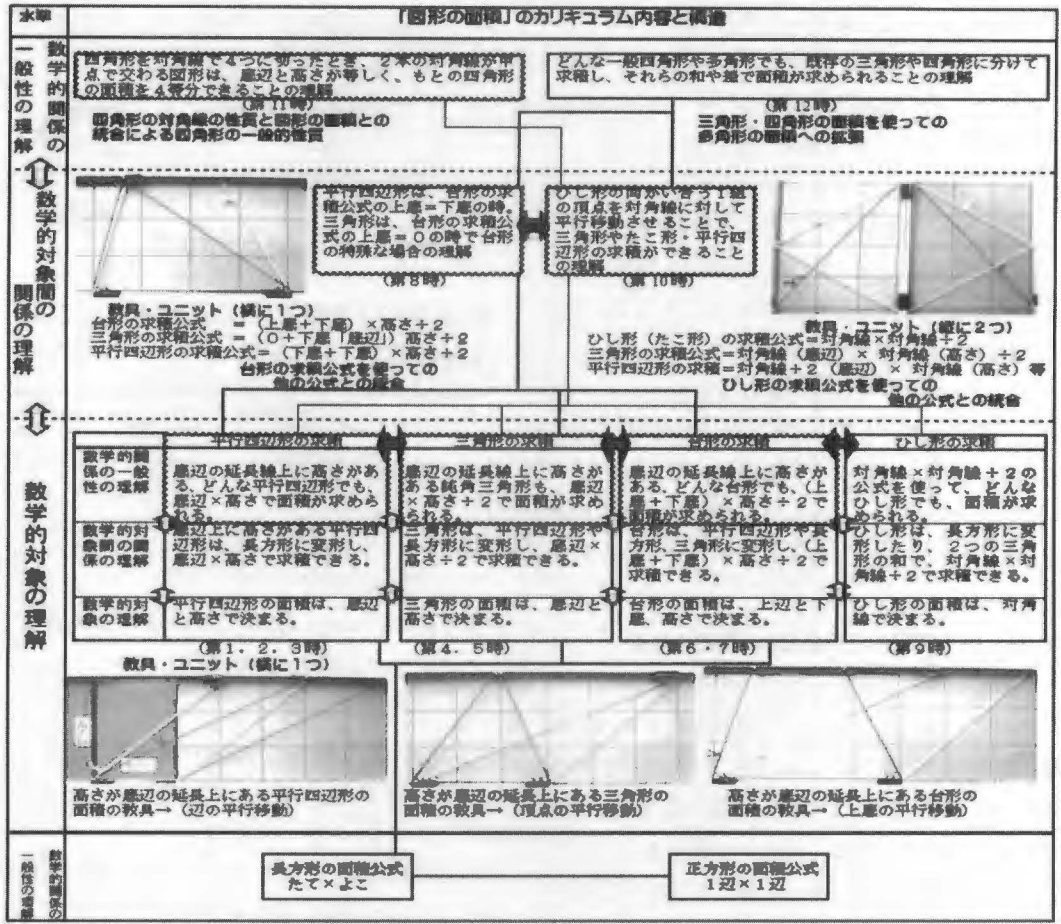 水準
「図形の面積」のカリキュラム内容と構造
数学的関係の
一般性の理解
四角形を対角線で4つに切ったとき、2本の対角線が中
点で交わる図形は、底辺と高さが等しく、もとの四角形
の面積を4等分できることの理解
(第11時)
四角形の対角線の性質と図形の面積との
統合による四角形の一般的性質
どんな一般四角形や多角形でも、既存の三角形や四角形に分けて
求積し、それらの和や差で面積が求められることの理解
(第12時)
三角形・四角形の面積を使っての
多角形の面積への拡張
数学的対象間の
関係の理解
平行四辺形は、台形の求
積公式の上底=下底の時。
三角形は、台形の求積公
式の上底=0の時で台形
の特殊な場合の理解
(第8時)
ひし形の向かい合う1組
の頂点を対角線に対して
平行移動させることで、
三角形やたこ形・平行四
辺形の求積ができること
の理解
(第10時)
教具・ユニット(横に1つ)
台形の求積公式 =(上底+下底)×高さ÷2
三角形の求積公式=(0+下底「底辺」)高さ÷2
平行四辺形の求積公式=(下底+下底)×高さ÷2
台形の求積公式を使っての
他の公式との統合
教具・ユニット(縦に2つ)
ひし形(たこ形)の求積公式=対角線×対角線÷2
三角形の求積公式=対角線(底辺)×対角線(高さ)÷2
平行四辺形の求積=対角線÷2(底辺)×対角線(高さ)等
ひし形の求積公式を使っての
他の公式との統合
数学的対象の理解
平行四辺形の求積
三角形の求積
台形の求積
ひし形の求積
数学的関
係の一般
性の理解
底辺の延長線上に高さがあ
る、どんな平行四辺形でも、
底辺×高さで面積が求めら
れる。
底辺の延長線上に高さが
ある鈍角三角形も、底辺
×高さ÷2で面積が求め
られる。
底辺の延長線上に高さが
ある、どんな台形でも、(上
底+下底)×高さ÷2で
面積が求められる。
対角線×対角線÷2の
公式を使って、どんな
ひし形でも、面積が求
められる。
数学的対
象間の関
係の理解
底辺上に高さがある平行四
辺形は、長方形に変形し、
底辺×高さで求積できる。
三角形は、平行四辺形や
長方形に変形し、底辺×
高さ÷2で求積できる。
台形は、平行四辺形や長
方形、三角形に変形し、(上
底+下底)×高さ÷2で
求積できる。
ひし形は、長方形に変
形したり、2つの三角
形の和で、対角線×対
角線÷2で求積できる。
数学的対
象の理解
平行四辺形の面積は、底辺
と高さで決まる。
三角形の面積は、底辺と
高さで決まる。
台形の面積は、上辺と下
底、高さで決まる。
ひし形の面積は、対角
線で決まる。
(第1．2．3時)
(第4．5時)
(第6・7時)
(第9時)
教具・ユニット(横に1つ)
高さが底辺の延長上にある平行四辺形の
面積の教具→(辺の平行移動)
高さが底辺の延長上にある三角形の
面積の教具→(頂点の平行移動)
高さが底辺の延長上にある台形の
面積の教具→(上底の平行移動)
数学的関係の
一般性の理解
長方形の面積公式
たて×よこ
正方形の面積公式
1辺×1辺